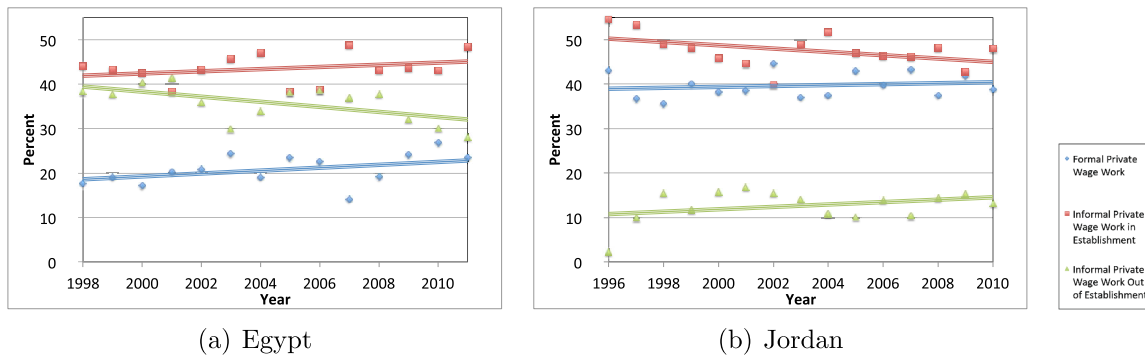 50
40
30
20
10
0
Percent
1998 2000 2002 2004 2006 2008 2010
Year
(a) Egypt
50
40
30
20
10
0
Percent
1996 1998 2000 2002 2004 2006 2008 2010
Year
(b) Jordan
Formal Private
Wage Work
Informal Private
Wage Work in
Establishment
Informal Private
Wage Work Out
of Establishment